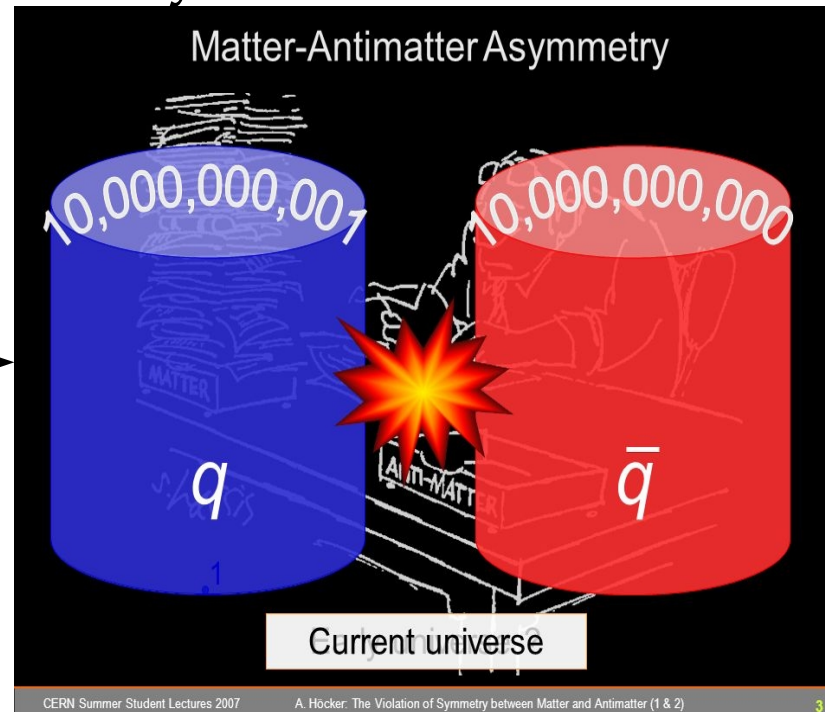 Matter-Antimatter Asymmetry
10,000,000,001
10,000,000,000
MATTER
ANTI-MATTER
q
q̄
S. Harris
1
Current universe
CERN Summer Student Lectures 2007
A. Höcker: The Violation of Symmetry between Matter and Antimatter (1 & 2)
3